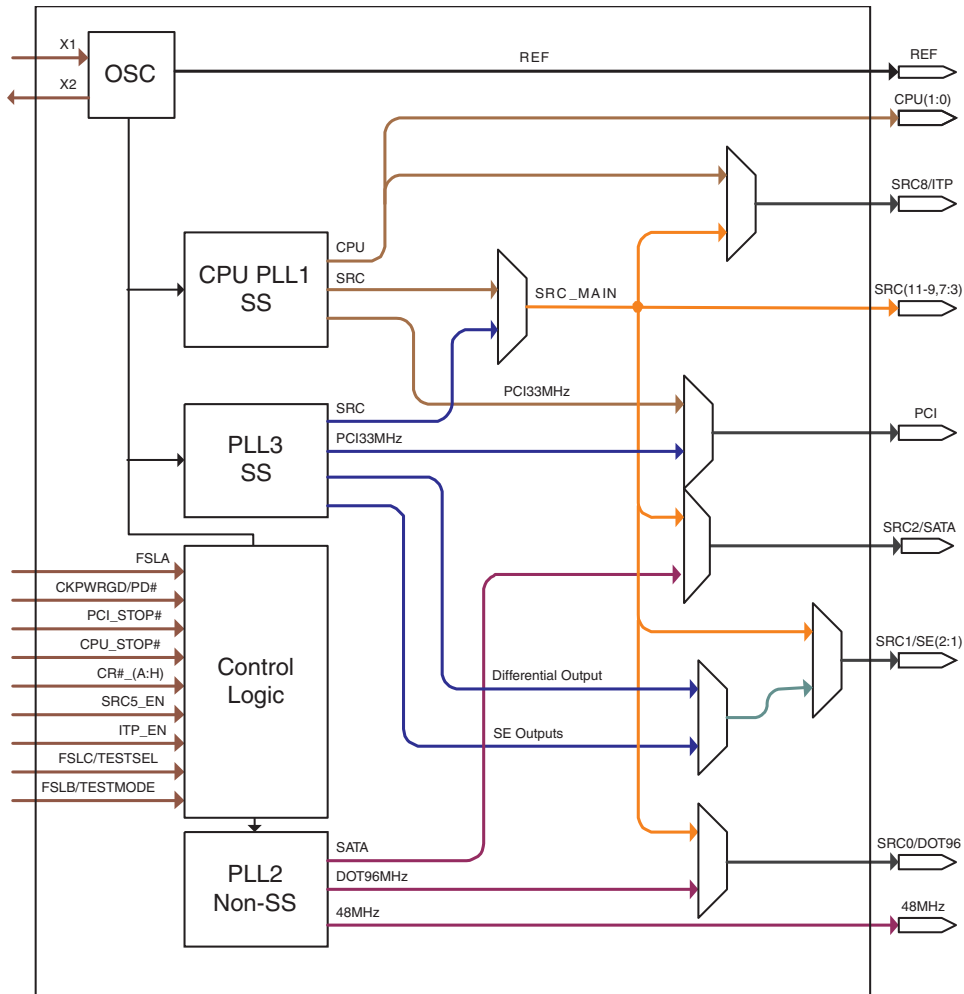 X1
X2
OSC
REF
REF
CPU(1:0)
SRC8/ITP
CPU PLL1
SS
CPU
SRC
SRC_MAIN
SRC(11-9,7:3)
PCI33MHz
PCI
PLL3
SS
SRC
PCI33MHz
SRC2/SATA
FSLA
CKPWRGD/PD#
PCI_STOP#
CPU_STOP#
CR#_(A:H)
SRC5_EN
ITP_EN
FSLC/TESTSEL
FSLB/TESTMODE
Control
Logic
Differential Output
SE Outputs
SRC1/SE(2:1)
PLL2
Non-SS
SATA
DOT96MHz
48MHz
SRC0/DOT96
48MHz